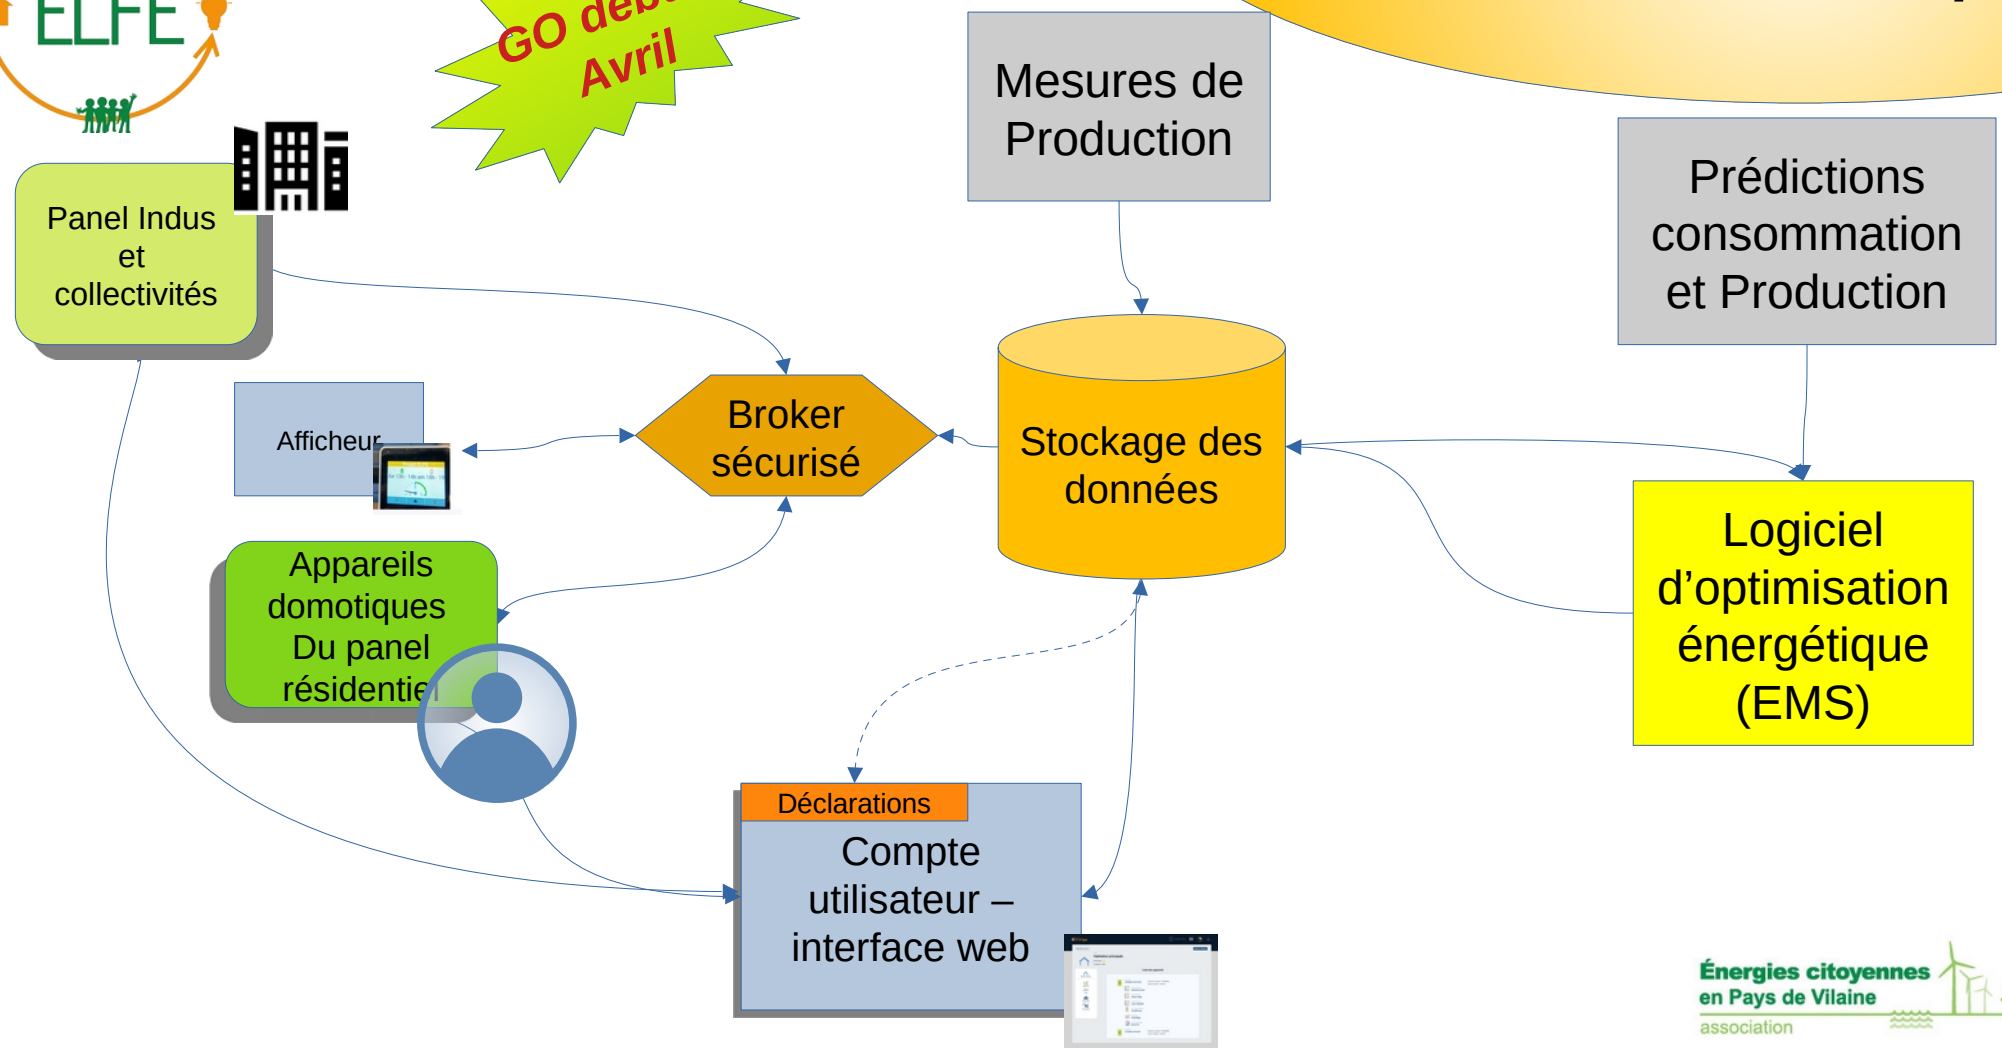 ELFE
GO
Avril
Mesures de
Production
Prédictions
consommation
et Production
Panel Indus
et
collectivités
Afficheur
Broker
sécurisé
Stockage des
données
Logiciel
d’optimisation
énergétique
(EMS)
Appareils
domotiques
Du panel
résidentiel
Déclarations
Compte
utilisateur –
interface web
Énergies citoyennes
en Pays de Vilaine
association